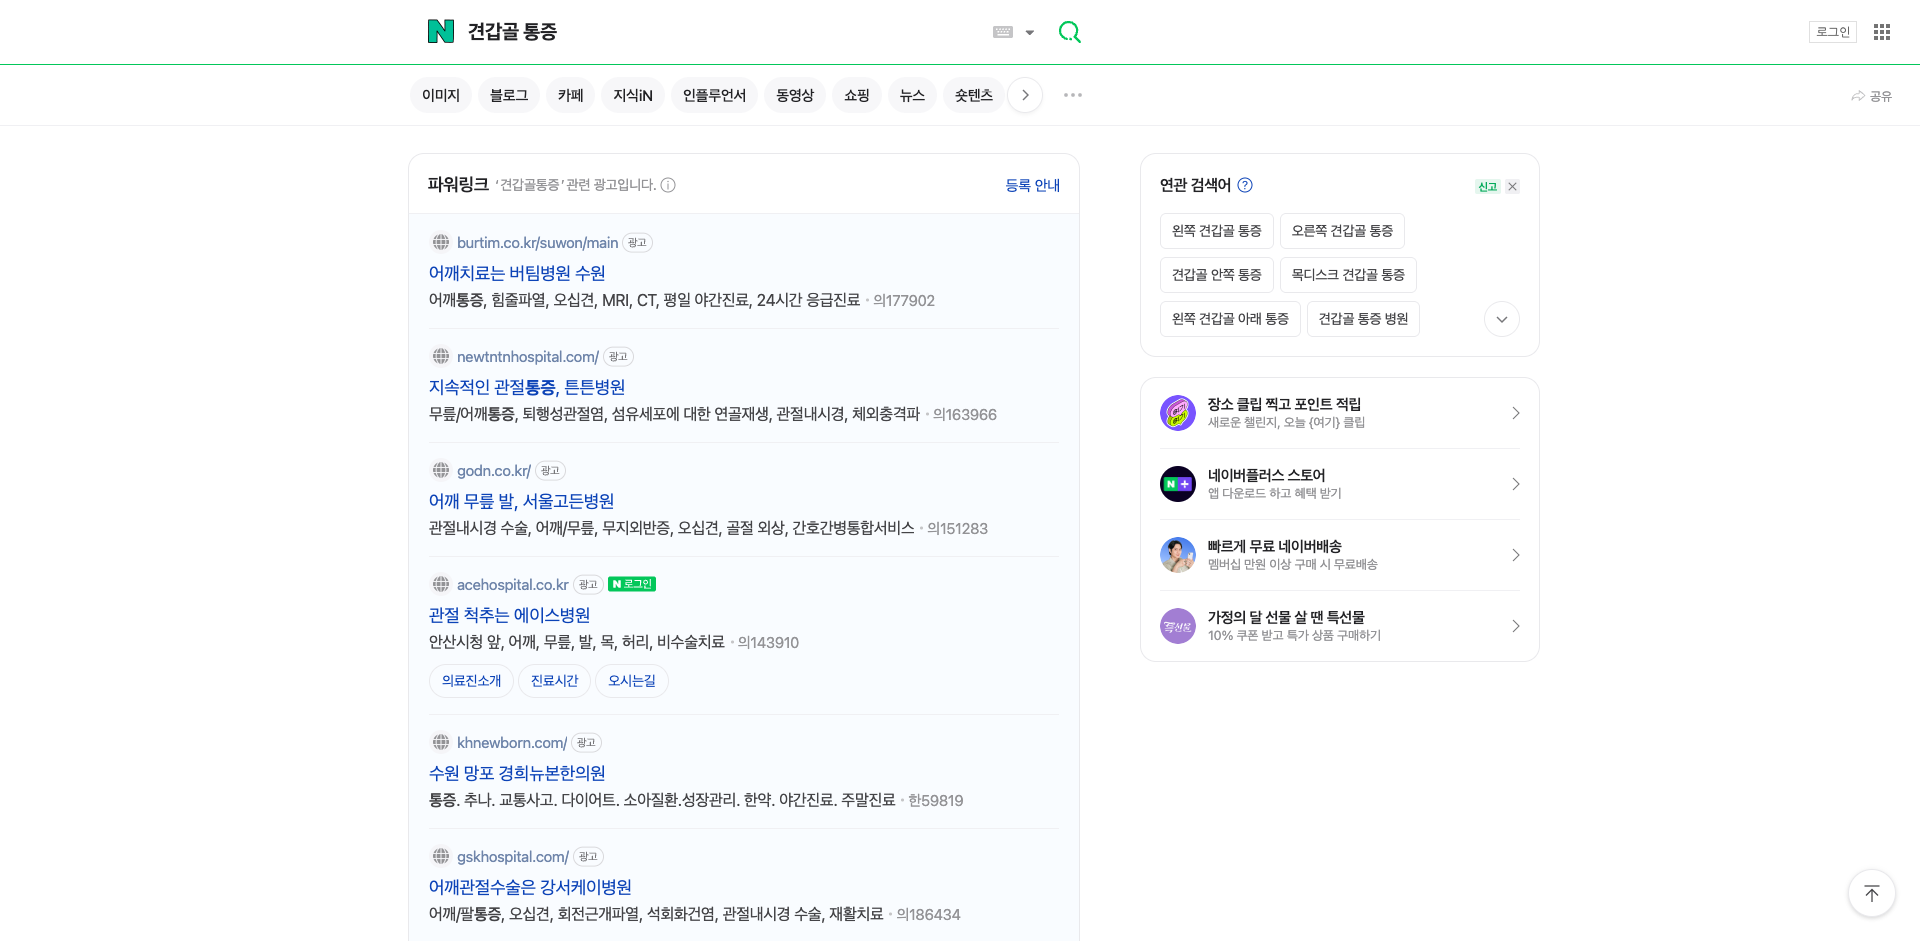 견갑골 통증
로그인
이미지 블로그 카페 지식iN 인플루언서 동영상 쇼핑 뉴스 숏텐츠
공유
파워링크 '견갑골통증' 관련 광고입니다.
등록 안내
burtim.co.kr/suwon/main 광고
어깨치료는 버팀병원 수원
어깨통증, 힘줄파열, 오십견, MRI, CT, 평일 야간진료, 24시간 응급진료 · 의177902
newtntnhospital.com/ 광고
지속적인 관절통증, 튼튼병원
무릎/어깨통증, 퇴행성관절염, 섬유세포에 대한 연골재생, 관절내시경, 체외충격파 · 의163966
godn.co.kr/ 광고
어깨 무릎 발, 서울고든병원
관절내시경 수술, 어깨/무릎, 무지외반증, 오십견, 골절 외상, 간호간병통합서비스 · 의151283
acehospital.co.kr 광고 N 로그인
관절 척추는 에이스병원
안산시청 앞, 어깨, 무릎, 발, 목, 허리, 비수술치료 · 의143910
의료진소개 진료시간 오시는길
khnewborn.com/ 광고
수원 망포 경희뉴본한의원
통증. 추나. 교통사고. 다이어트. 소아질환.성장관리. 한약. 야간진료. 주말진료 · 한59819
gskhospital.com/ 광고
어깨관절수술은 강서케이병원
어깨/팔통증, 오십견, 회전근개파열, 석회화건염, 관절내시경 수술, 재활치료 · 의186434
연관 검색어
신고
왼쪽 견갑골 통증 오른쪽 견갑골 통증
견갑골 안쪽 통증 목디스크 견갑골 통증
왼쪽 견갑골 아래 통증 견갑골 통증 병원
장소 클립 찍고 포인트 적립
새로운 챌린지, 오늘 {여기} 클립
네이버플러스 스토어
앱 다운로드 하고 혜택 받기
빠르게 무료 네이버배송
멤버십 만원 이상 구매 시 무료배송
특선물
가정의 달 선물 살 땐 특선물
10% 쿠폰 받고 특가 상품 구매하기